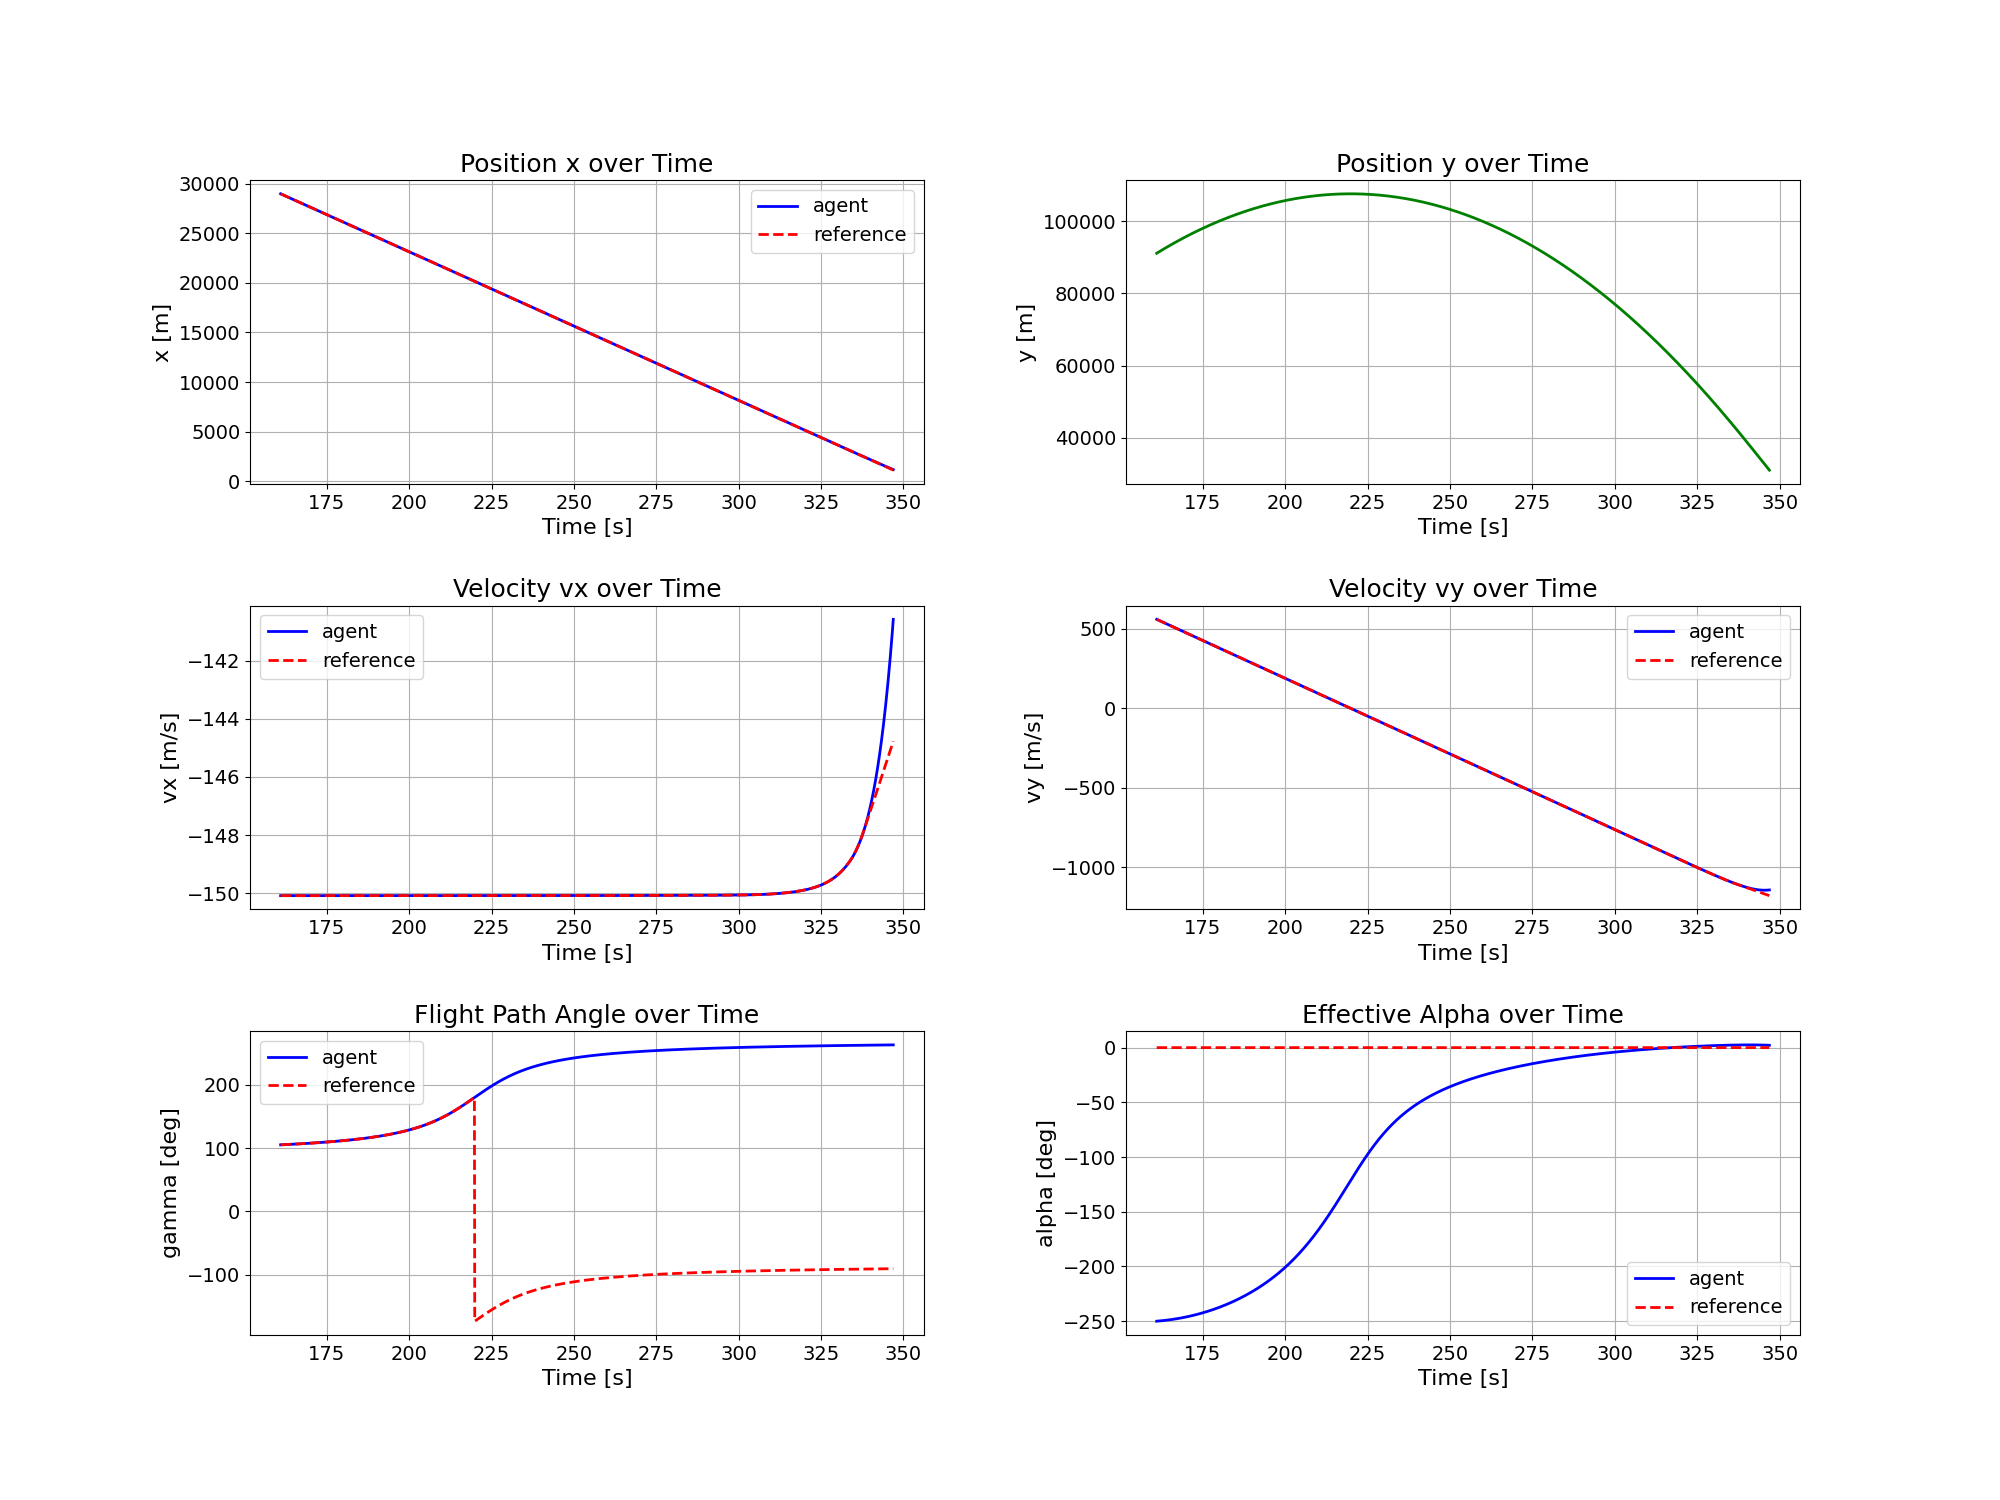 Position x over Time
x [m]
30000
25000
20000
15000
10000
5000
0
agent
reference
175 200 225 250 275 300 325 350
Time [s]
Position y over Time
y [m]
100000
80000
60000
40000
175 200 225 250 275 300 325 350
Time [s]
Velocity vx over Time
vx [m/s]
−142
−144
−146
−148
−150
agent
reference
175 200 225 250 275 300 325 350
Time [s]
Velocity vy over Time
vy [m/s]
500
0
−500
−1000
agent
reference
175 200 225 250 275 300 325 350
Time [s]
Flight Path Angle over Time
gamma [deg]
200
100
0
−100
agent
reference
175 200 225 250 275 300 325 350
Time [s]
Effective Alpha over Time
alpha [deg]
0
−50
−100
−150
−200
−250
agent
reference
175 200 225 250 275 300 325 350
Time [s]